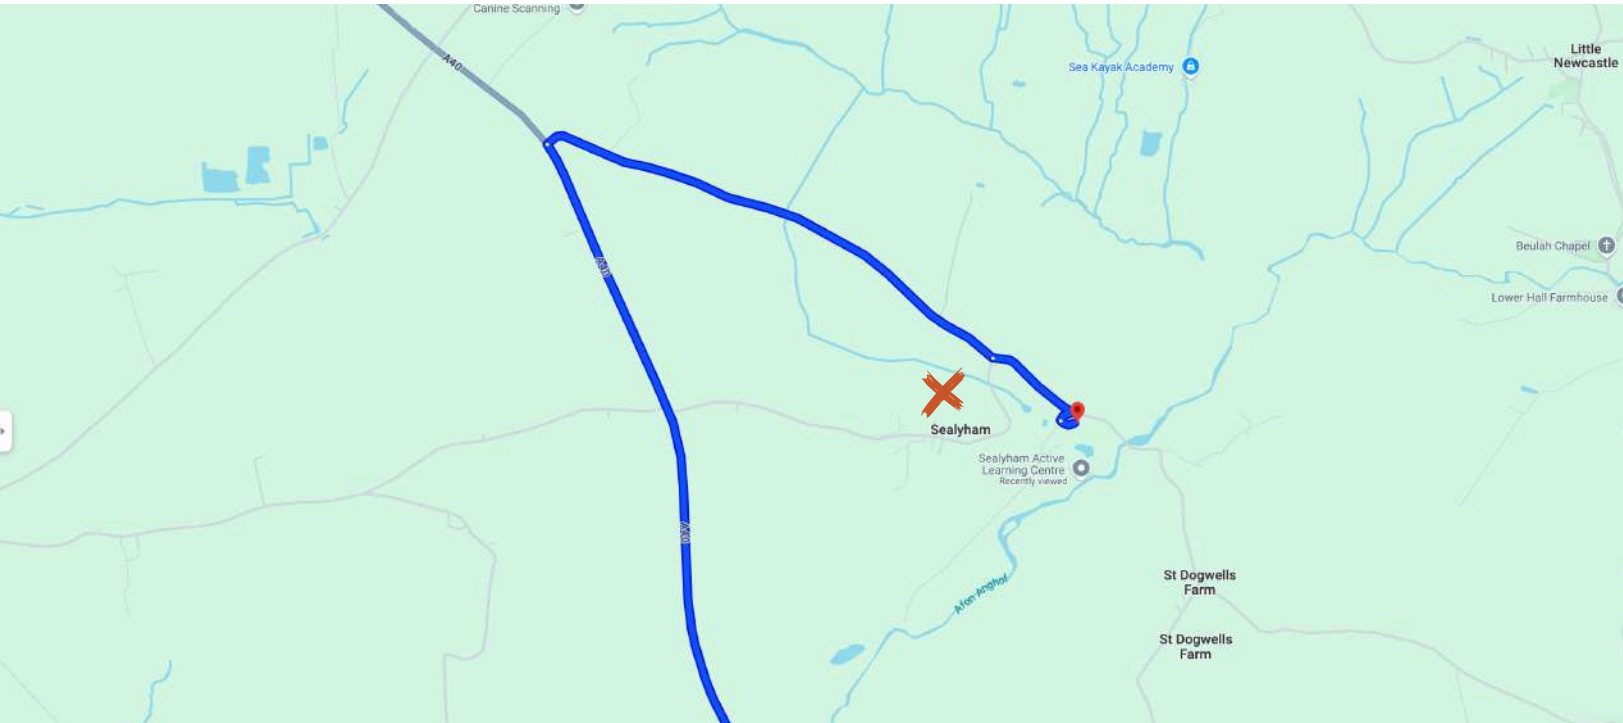 Canine Scanning
A40
Sea Kayak Academy
Little
Newcastle
Beulah Chapel
A40
Lower Hall Farmhouse
Sealyham
Sealyham Active
Learning Centre
Recently viewed
A40
Afon Anghof
St Dogwells
Farm
St Dogwells
Farm